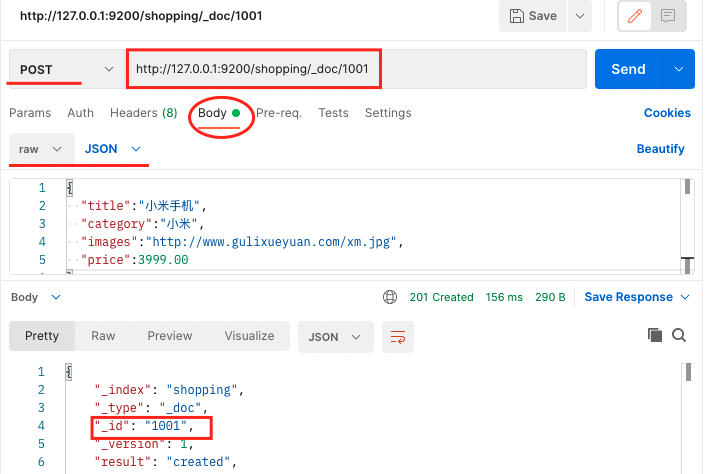 http://127.0.0.1:9200/shopping/_doc/1001 Save
POST http://127.0.0.1:9200/shopping/_doc/1001 Send
Params Auth Headers (8) Body Pre-req. Tests Settings Cookies
raw JSON Beautify
1 {
2 "title":"小米手机",
3 "category":"小米",
4 "images":"http://www.gulixueyuan.com/xm.jpg",
5 "price":3999.00
Body 201 Created 156 ms 290 B Save Response
Pretty Raw Preview Visualize JSON
1 {
2 "_index": "shopping",
3 "_type": "_doc",
4 "_id": "1001",
5 "_version": 1,
6 "result": "created",